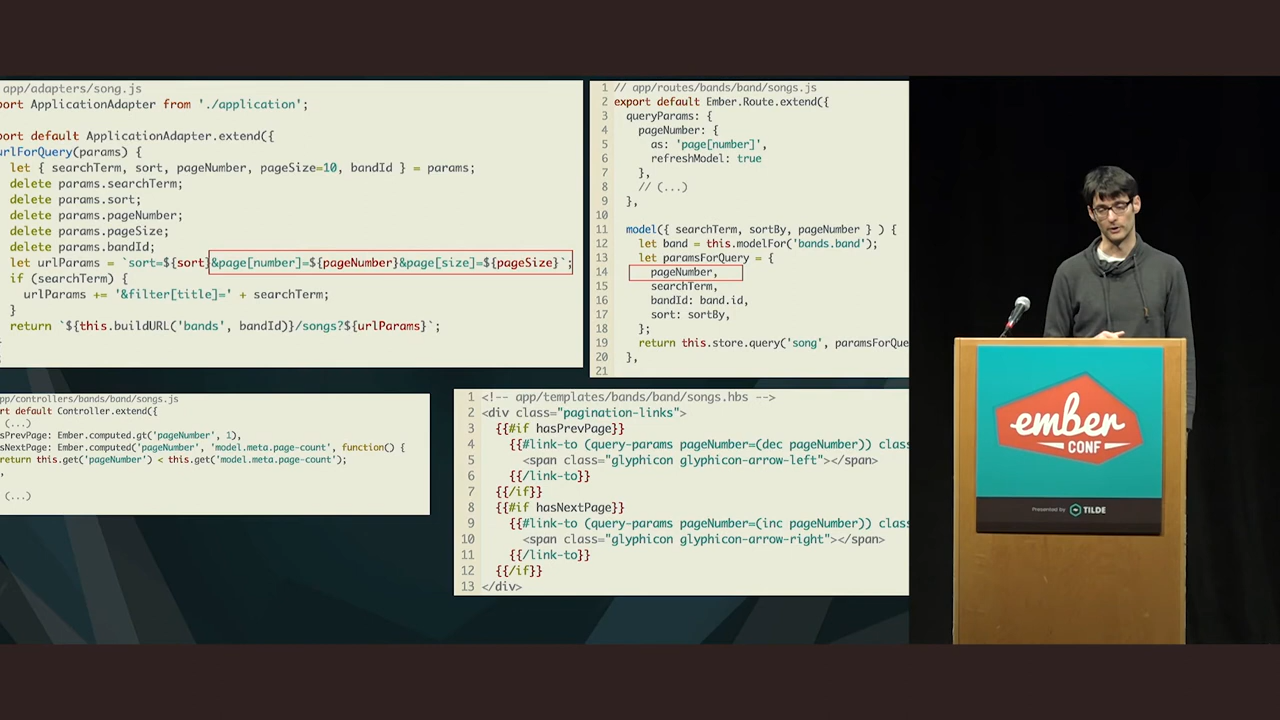 app/adapters/song.js
port ApplicationAdapter from './application';
port default ApplicationAdapter.extend({
urlForQuery(params) {
let { searchTerm, sort, pageNumber, pageSize=10, bandId } = params;
delete params.searchTerm;
delete params.sort;
delete params.pageNumber;
delete params.pageSize;
delete params.bandId;
let urlParams = `sort=${sort}&page[number]=${pageNumber}&page[size]=${pageSize}`;
if (searchTerm) {
urlParams += '&filter[title]=' + searchTerm;
}
return `${this.buildURL('bands', bandId)}/songs?${urlParams}`;
1 // app/routes/bands/band/songs.js
2 export default Ember.Route.extend({
3 queryParams: {
4 pageNumber: {
5 as: 'page[number]',
6 refreshModel: true
7 },
8 // (...)
9 },
10
11 model({ searchTerm, sortBy, pageNumber } ) {
12 let band = this.modelFor('bands.band');
13 let paramsForQuery = {
14 pageNumber,
15 searchTerm,
16 bandId: band.id,
17 sort: sortBy,
18 };
19 return this.store.query('song', paramsForQue
20 },
21
pp/controllers/bands/band/songs.js
rt default Controller.extend({
(...)
sPrevPage: Ember.computed.gt('pageNumber', 1),
sNextPage: Ember.computed('pageNumber', 'model.meta.page-count', function() {
return this.get('pageNumber') < this.get('model.meta.page-count');
,
(...)
1 <!-- app/templates/bands/band/songs.hbs -->
2 <div class="pagination-links">
3 {{#if hasPrevPage}}
4 {{#link-to (query-params pageNumber=(dec pageNumber)) class
5 <span class="glyphicon glyphicon-arrow-left"></span>
6 {{/link-to}}
7 {{/if}}
8 {{#if hasNextPage}}
9 {{#link-to (query-params pageNumber=(inc pageNumber)) class
10 <span class="glyphicon glyphicon-arrow-right"></span>
11 {{/link-to}}
12 {{/if}}
13 </div>
ember
CONF
Presented by TILDE